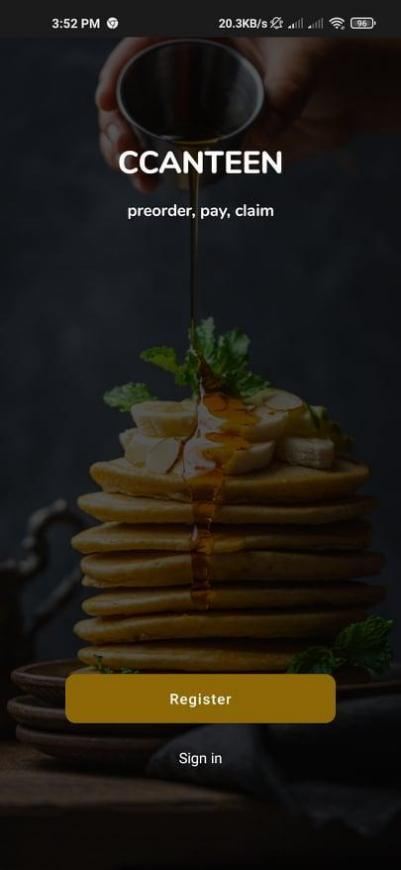 3:52 PM 20.3KB/s 96
CCANTEEN
preorder, pay, claim
Register
Sign in